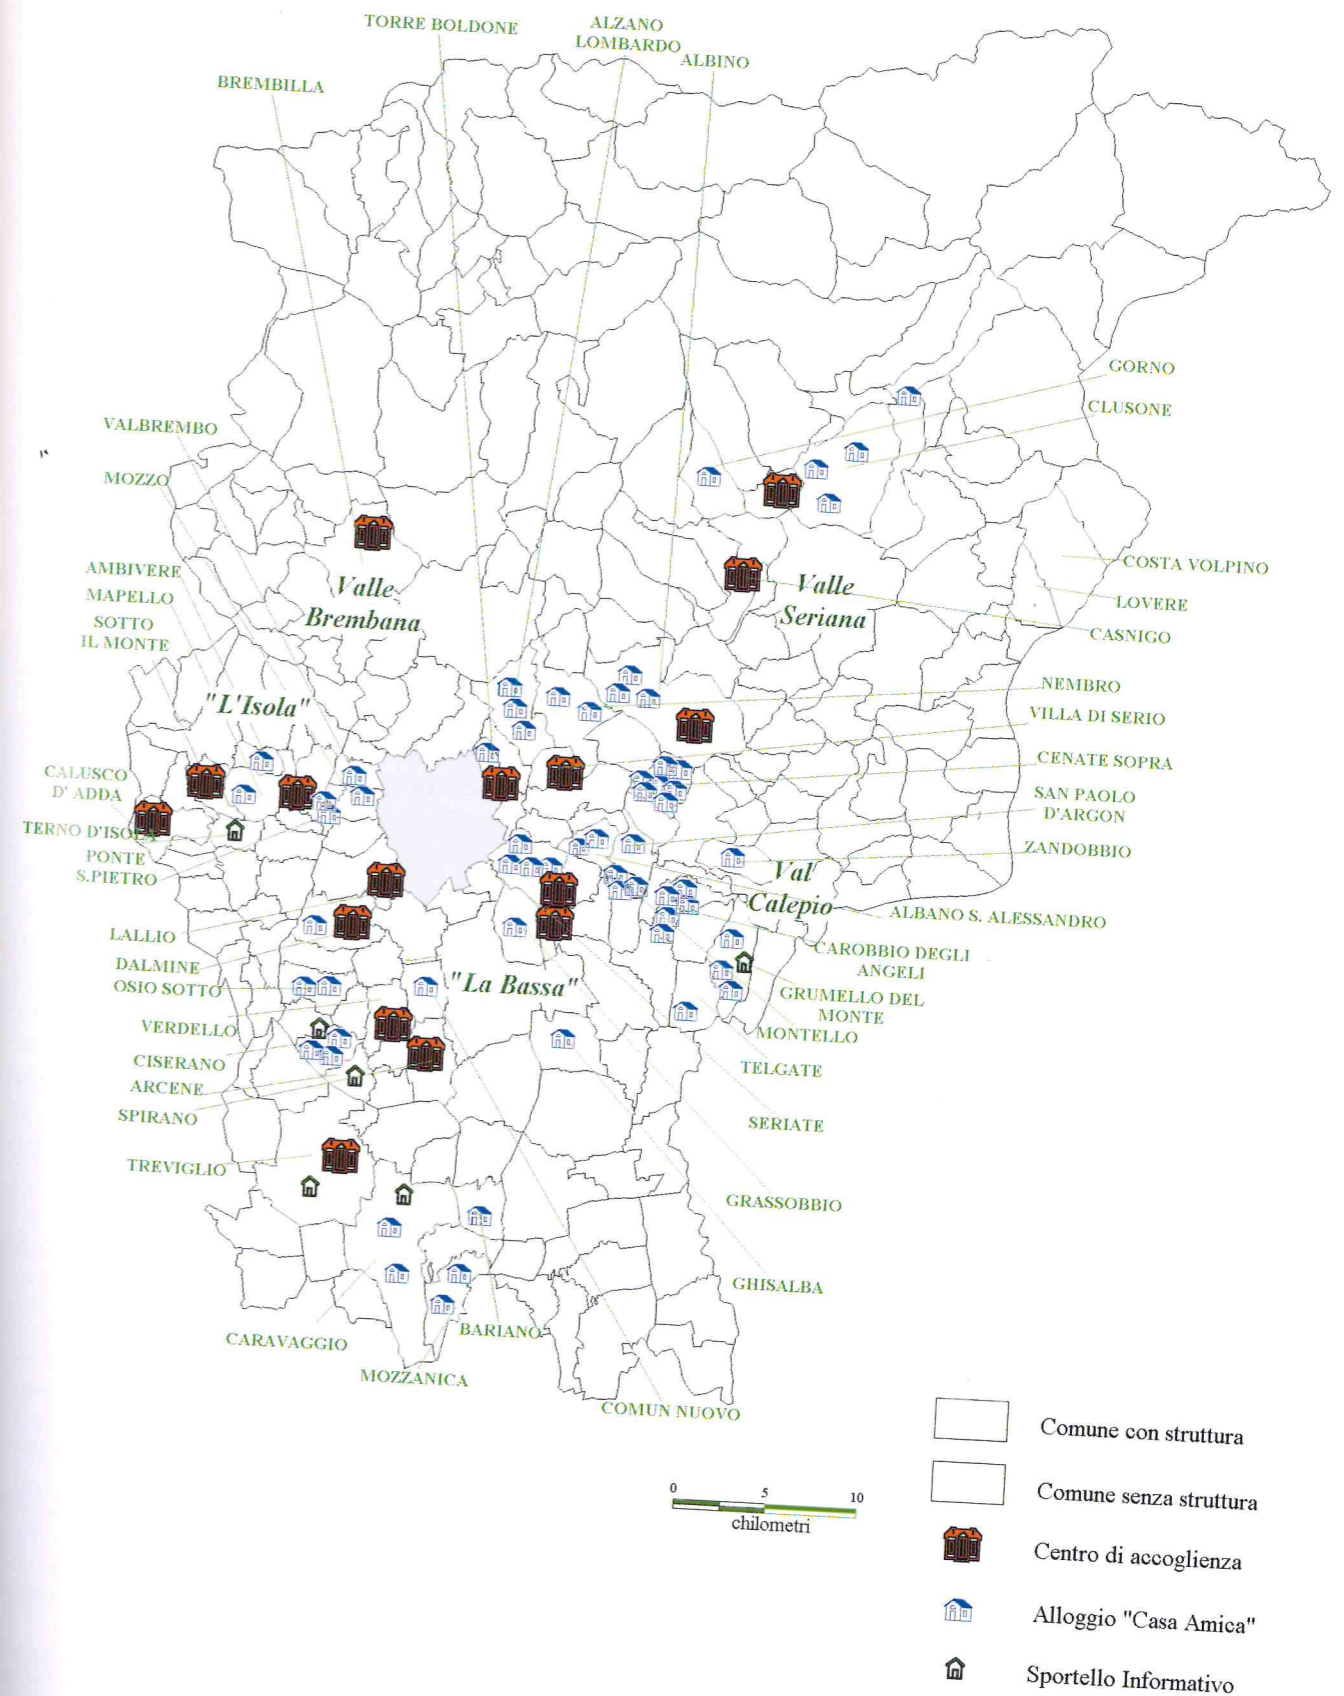 TORRE BOLDONE
ALZANO
LOMBARDO
ALBINO
BREMBILLA
GORNO
CLUSONE
VALBREMBO
MOZZO
COSTA VOLPINO
LOVERE
CASNIGO
AMBIVERE
MAPELLO
SOTTO
IL MONTE
Valle
Brembana
Valle
Seriana
"L'Isola"
NEMBRO
VILLA DI SERIO
CENATE SOPRA
SAN PAOLO
D'ARGON
ZANDOBBIO
CALUSCO
D' ADDA
TERNO D'ISOLA
PONTE
S.PIETRO
Val
Calepio
ALBANO S. ALESSANDRO
CAROBBIO DEGLI
ANGELI
GRUMELLO DEL
MONTE
MONTELLO
TELGATE
SERIATE
GRASSOBBIO
GHISALBA
LALLIO
DALMINE
OSIO SOTTO
"La Bassa"
VERDELLO
CISERANO
ARCENE
SPIRANO
TREVIGLIO
CARAVAGGIO
BARIANO
MOZZANICA
COMUN NUOVO
0 5 10
chilometri
Comune con struttura
Comune senza struttura
Centro di accoglienza
Alloggio "Casa Amica"
Sportello Informativo